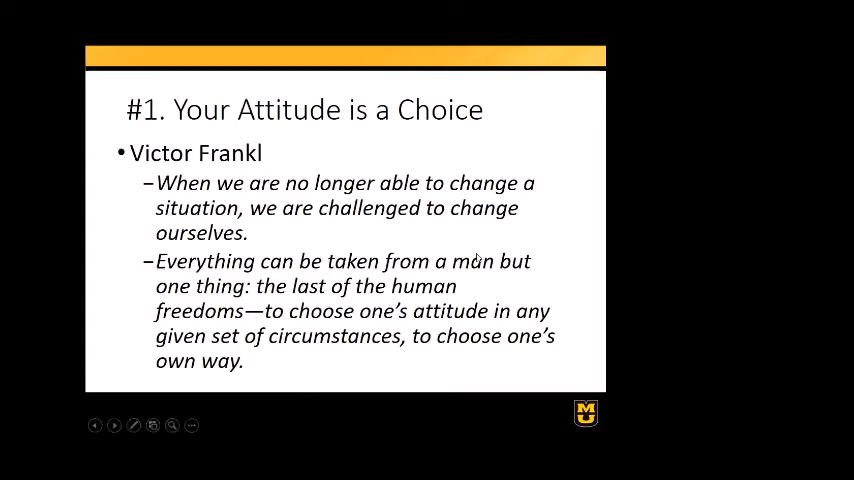 #1. Your Attitude is a Choice
• Victor Frankl
–When we are no longer able to change a
situation, we are challenged to change
ourselves.
–Everything can be taken from a man but
one thing: the last of the human
freedoms—to choose one’s attitude in any
given set of circumstances, to choose one’s
own way.
MU